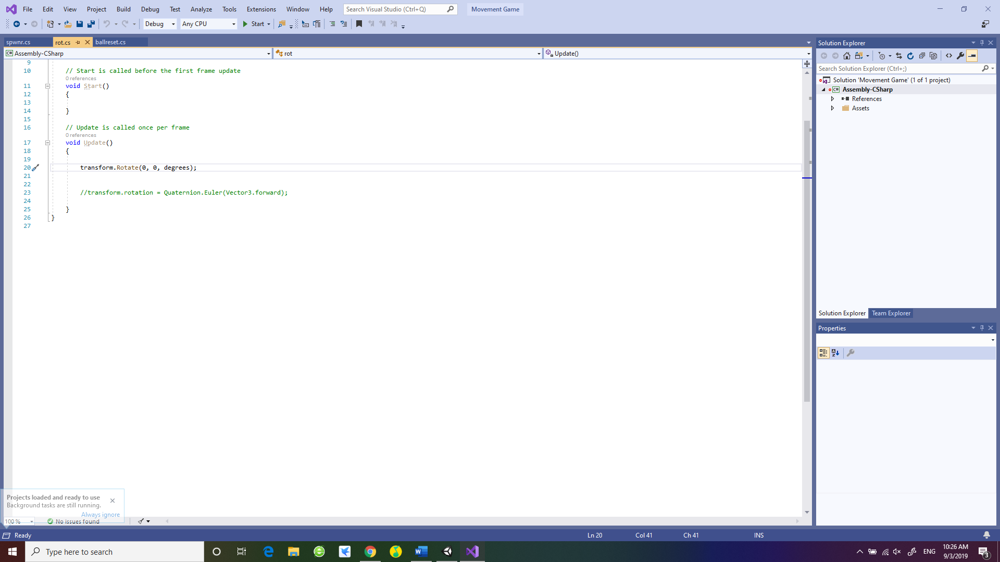 File Edit View Project Build Debug Test Analyze Tools Extensions Window Help Search Visual Studio (Ctrl+Q) Movement Game
Debug Any CPU Start
spwnr.cs rot.cs ballreset.cs
Assembly-CSharp rot Update()
9
10 // Start is called before the first frame update
0 references
11 void Start()
12 {
13
14 }
15
16 // Update is called once per frame
0 references
17 void Update()
18 {
19
20 transform.Rotate(0, 0, degrees);
21
22
23 //transform.rotation = Quaternion.Euler(Vector3.forward);
24
25 }
26 }
27
Solution Explorer
Search Solution Explorer (Ctrl+;)
Solution 'Movement Game' (1 of 1 project)
Assembly-CSharp
References
Assets
Solution Explorer Team Explorer
Properties
Projects loaded and ready to use
Background tasks are still running.
Always ignore
100 % No issues found
Ready Ln 20 Col 41 Ch 41 INS
Type here to search
ENG
10:26 AM
9/3/2019
3